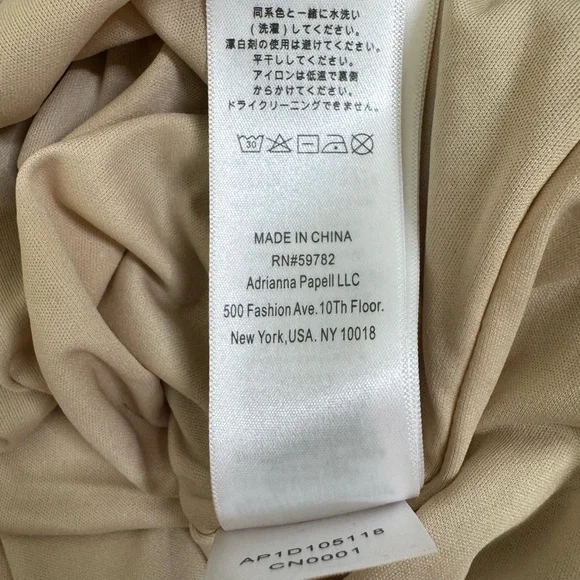 同系色と一緒に水洗い
(洗濯)してください。
漂白剤の使用は避けてください。
平干ししてください。
アイロンは低温で裏側
からかけてください。
ドライクリーニングできません。
30
MADE IN CHINA
RN#59782
Adrianna Papell LLC
500 Fashion Ave.10Th Floor.
New York,USA. NY 10018
AP1D105118
CN0001